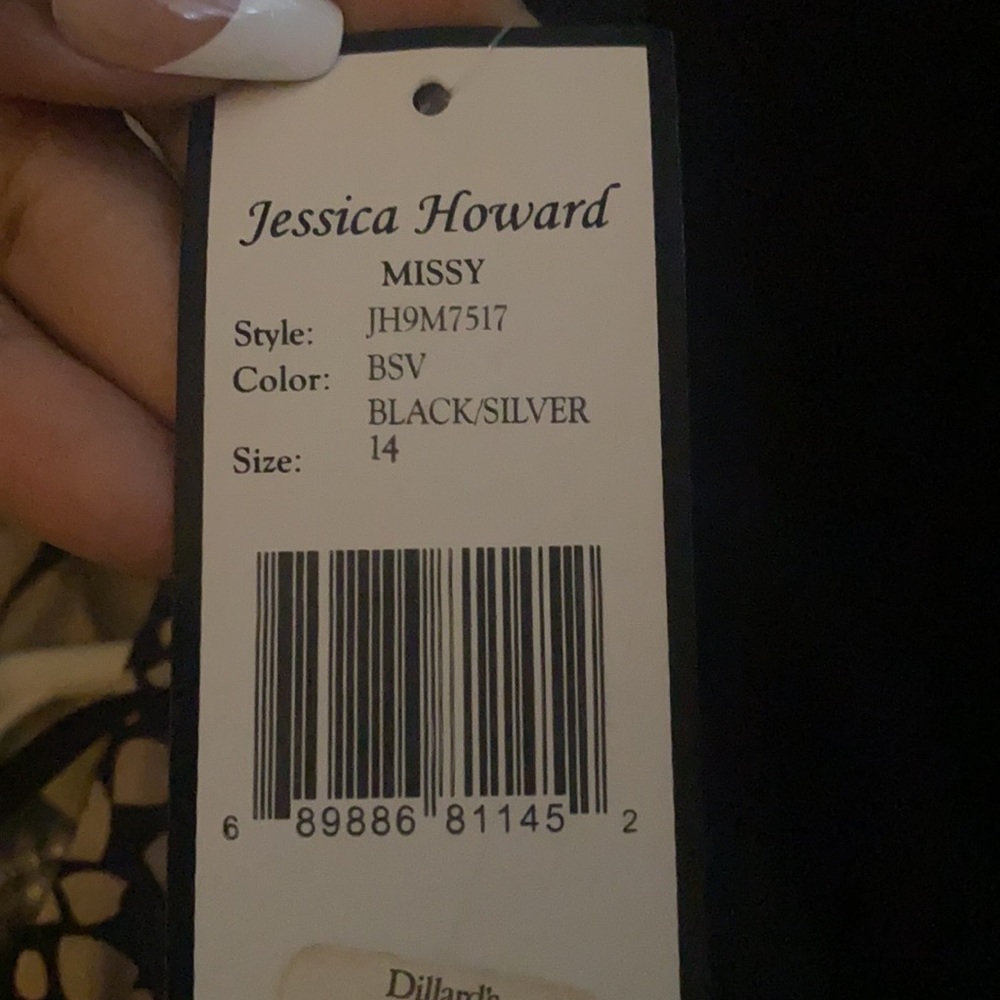 Jessica Howard
MISSY
Style: JH9M7517
Color: BSV
BLACK/SILVER
Size: 14
6 89886 81145 2
Dillard's